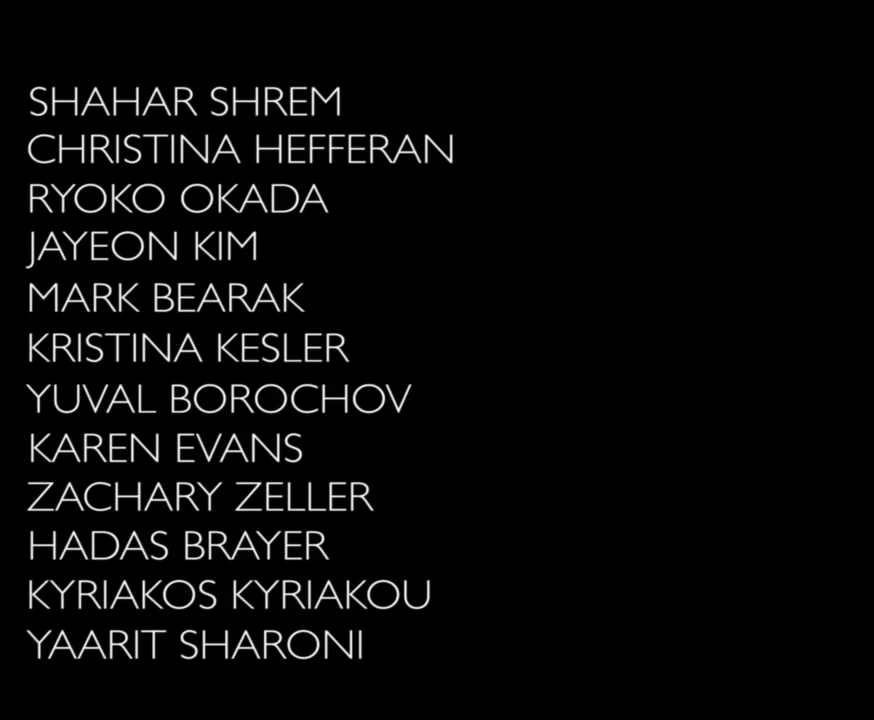 SHAHAR SHREM
CHRISTINA HEFFERAN
RYOKO OKADA
JAYEON KIM
MARK BEARAK
KRISTINA KESLER
YUVAL BOROCHOV
KAREN EVANS
ZACHARY ZELLER
HADAS BRAYER
KYRIAKOS KYRIAKOU
YAARIT SHARONI